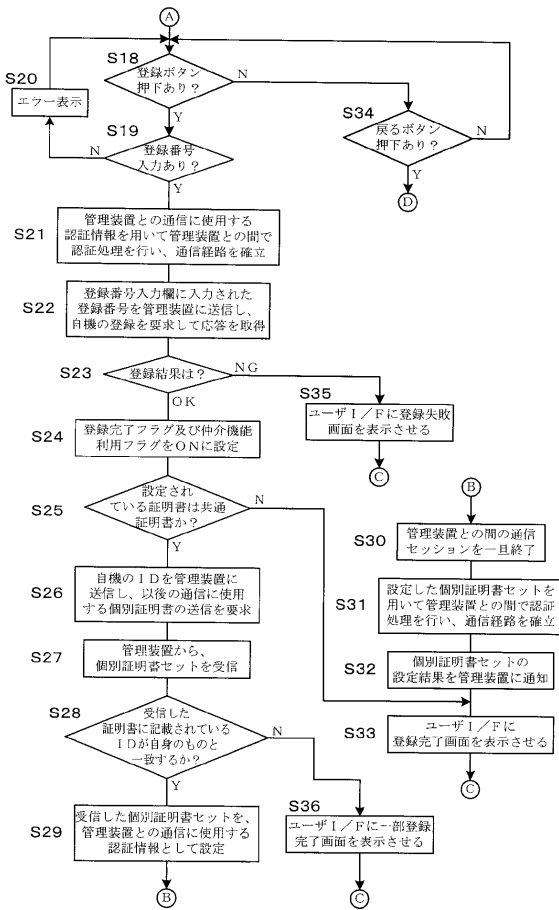 A
S18
登録ボタン
押下あり？
N
Y
S20
エラー表示
S19
登録番号
入力あり？
N
Y
S34
戻るボタン
押下あり？
N
Y
D
S21
管理装置との通信に使用する
認証情報を用いて管理装置との間で
認証処理を行い、通信経路を確立
S22
登録番号入力欄に入力された
登録番号を管理装置に送信し、
自機の登録を要求して応答を取得
S23
登録結果は？
NG
OK
S35
ユーザＩ／Ｆに登録失敗
画面を表示させる
C
S24
登録完了フラグ及び仲介機能
利用フラグをＯＮに設定
S25
設定され
ている証明書は共通
証明書か？
N
Y
S26
自機のＩＤを管理装置に
送信し、以後の通信に使用
する個別証明書の送信を要求
S27
管理装置から、
個別証明書セットを受信
S28
受信した
証明書に記載されている
ＩＤが自身のものと
一致するか？
N
Y
S29
受信した個別証明書セットを、
管理装置との通信に使用する
認証情報として設定
B
B
S30
管理装置との間の通信
セッションを一旦終了
S31
設定した個別証明書セットを
用いて管理装置との間で認証
処理を行い、通信経路を確立
S32
個別証明書セットの
設定結果を管理装置に通知
S33
ユーザＩ／Ｆに
登録完了画面を表示させる
C
S36
ユーザＩ／Ｆに一部登録
完了画面を表示させる
C